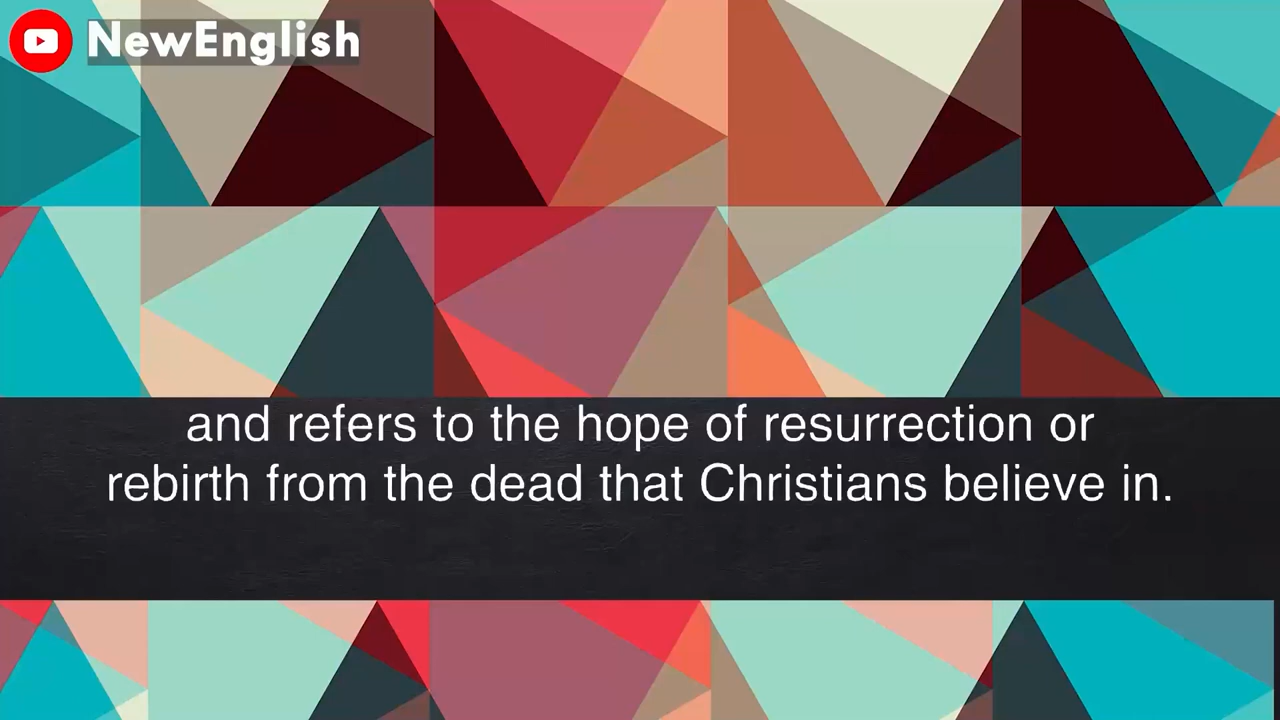 NewEnglish
and refers to the hope of resurrection or
rebirth from the dead that Christians believe in.